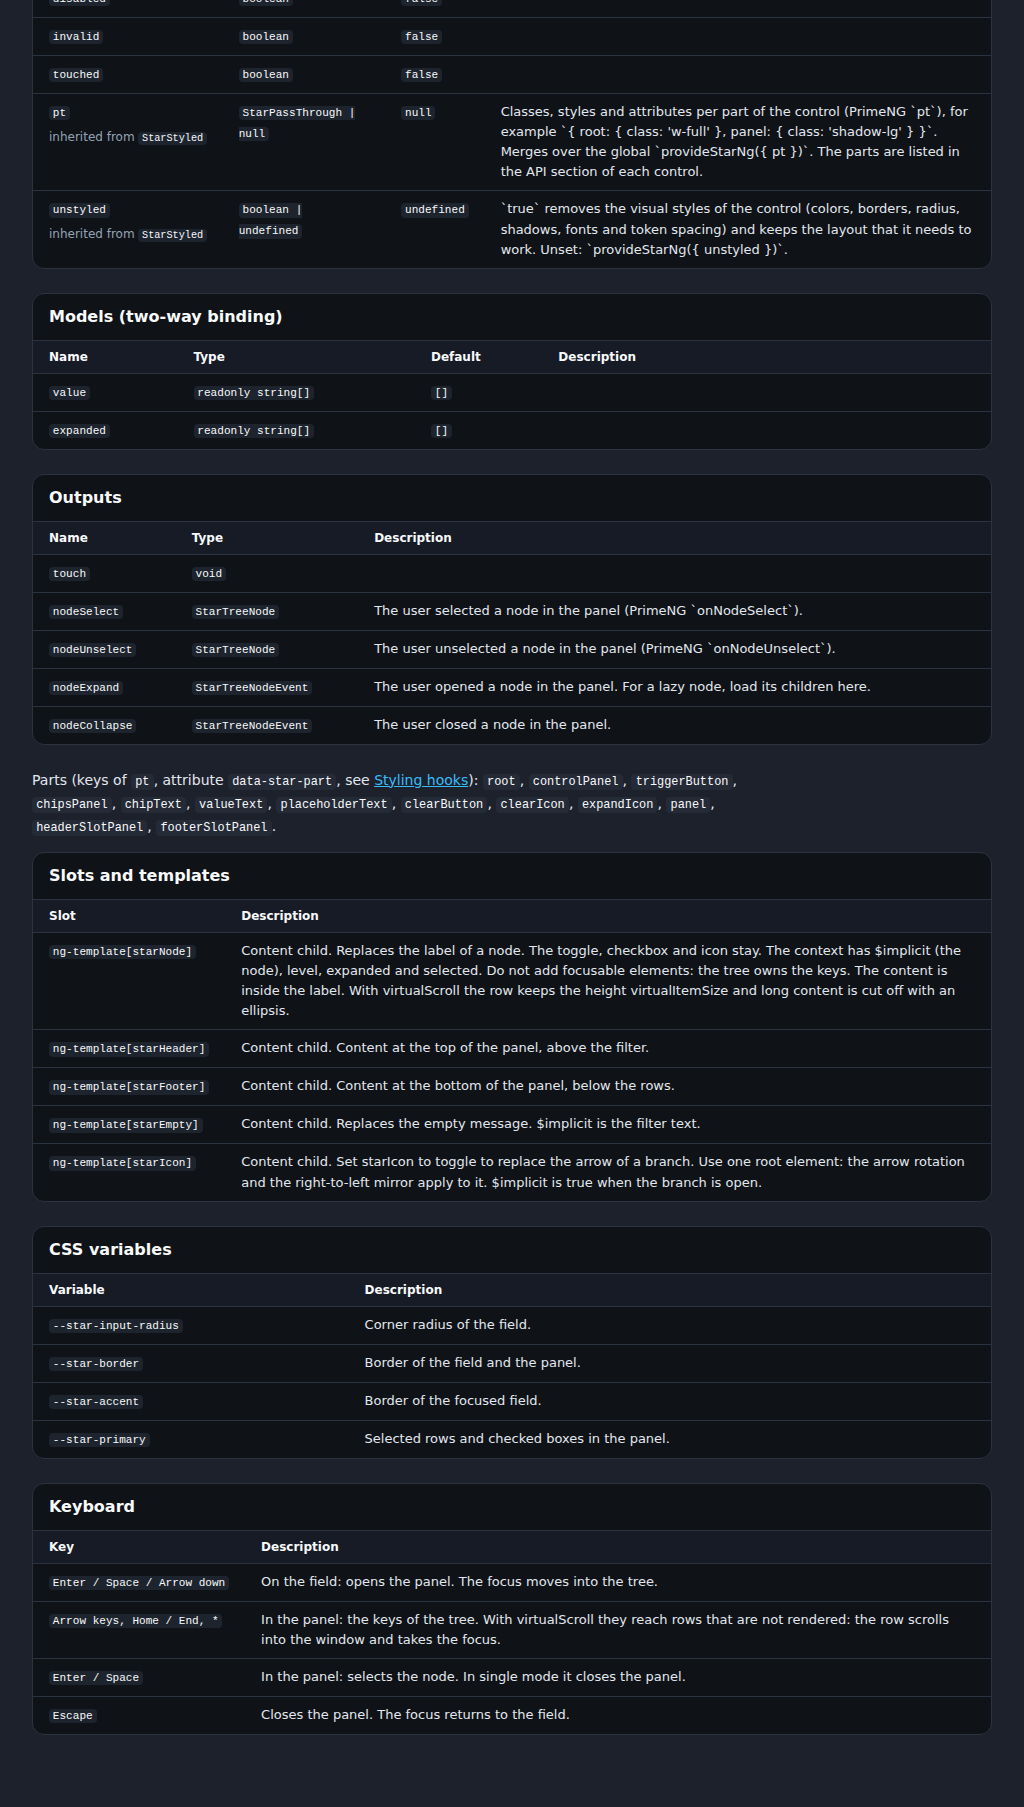 disabled boolean false
invalid boolean false
touched boolean false
pt StarPassThrough | null null Classes, styles and attributes per part of the control (PrimeNG `pt`), for
inherited from StarStyled example `{ root: { class: 'w-full' }, panel: { class: 'shadow-lg' } }`.
Merges over the global `provideStarNg({ pt })`. The parts are listed in
the API section of each control.
unstyled boolean | undefined undefined `true` removes the visual styles of the control (colors, borders, radius,
inherited from StarStyled shadows, fonts and token spacing) and keeps the layout that it needs to
work. Unset: `provideStarNg({ unstyled })`.
Models (two-way binding)
Name Type Default Description
value readonly string[] []
expanded readonly string[] []
Outputs
Name Type Description
touch void
nodeSelect StarTreeNode The user selected a node in the panel (PrimeNG `onNodeSelect`).
nodeUnselect StarTreeNode The user unselected a node in the panel (PrimeNG `onNodeUnselect`).
nodeExpand StarTreeNodeEvent The user opened a node in the panel. For a lazy node, load its children here.
nodeCollapse StarTreeNodeEvent The user closed a node in the panel.
Parts (keys of pt, attribute data-star-part, see Styling hooks): root, controlPanel, triggerButton,
chipsPanel, chipText, valueText, placeholderText, clearButton, clearIcon, expandIcon, panel,
headerSlotPanel, footerSlotPanel.
Slots and templates
Slot Description
ng-template[starNode] Content child. Replaces the label of a node. The toggle, checkbox and icon stay. The context has $implicit (the
node), level, expanded and selected. Do not add focusable elements: the tree owns the keys. The content is
inside the label. With virtualScroll the row keeps the height virtualItemSize and long content is cut off with an
ellipsis.
ng-template[starHeader] Content child. Content at the top of the panel, above the filter.
ng-template[starFooter] Content child. Content at the bottom of the panel, below the rows.
ng-template[starEmpty] Content child. Replaces the empty message. $implicit is the filter text.
ng-template[starIcon] Content child. Set starIcon to toggle to replace the arrow of a branch. Use one root element: the arrow rotation
and the right-to-left mirror apply to it. $implicit is true when the branch is open.
CSS variables
Variable Description
--star-input-radius Corner radius of the field.
--star-border Border of the field and the panel.
--star-accent Border of the focused field.
--star-primary Selected rows and checked boxes in the panel.
Keyboard
Key Description
Enter / Space / Arrow down On the field: opens the panel. The focus moves into the tree.
Arrow keys, Home / End, * In the panel: the keys of the tree. With virtualScroll they reach rows that are not rendered: the row scrolls
into the window and takes the focus.
Enter / Space In the panel: selects the node. In single mode it closes the panel.
Escape Closes the panel. The focus returns to the field.